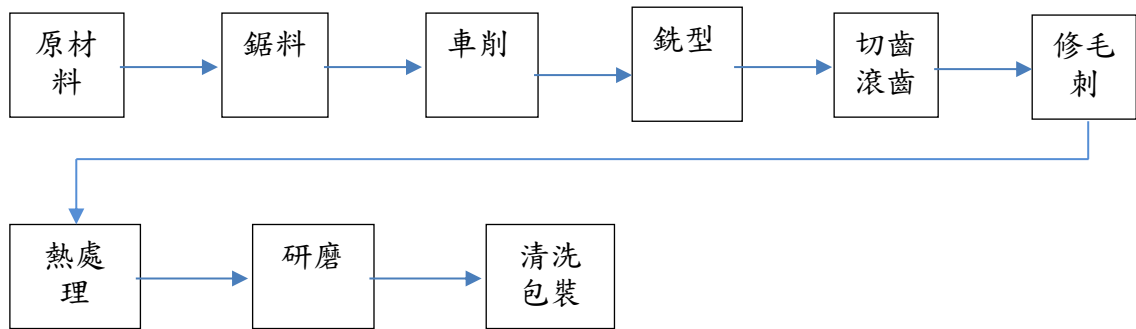 原材
料
鋸料
車削
銑型
切齒
滾齒
修毛
刺
熱處
理
研磨
清洗
包裝